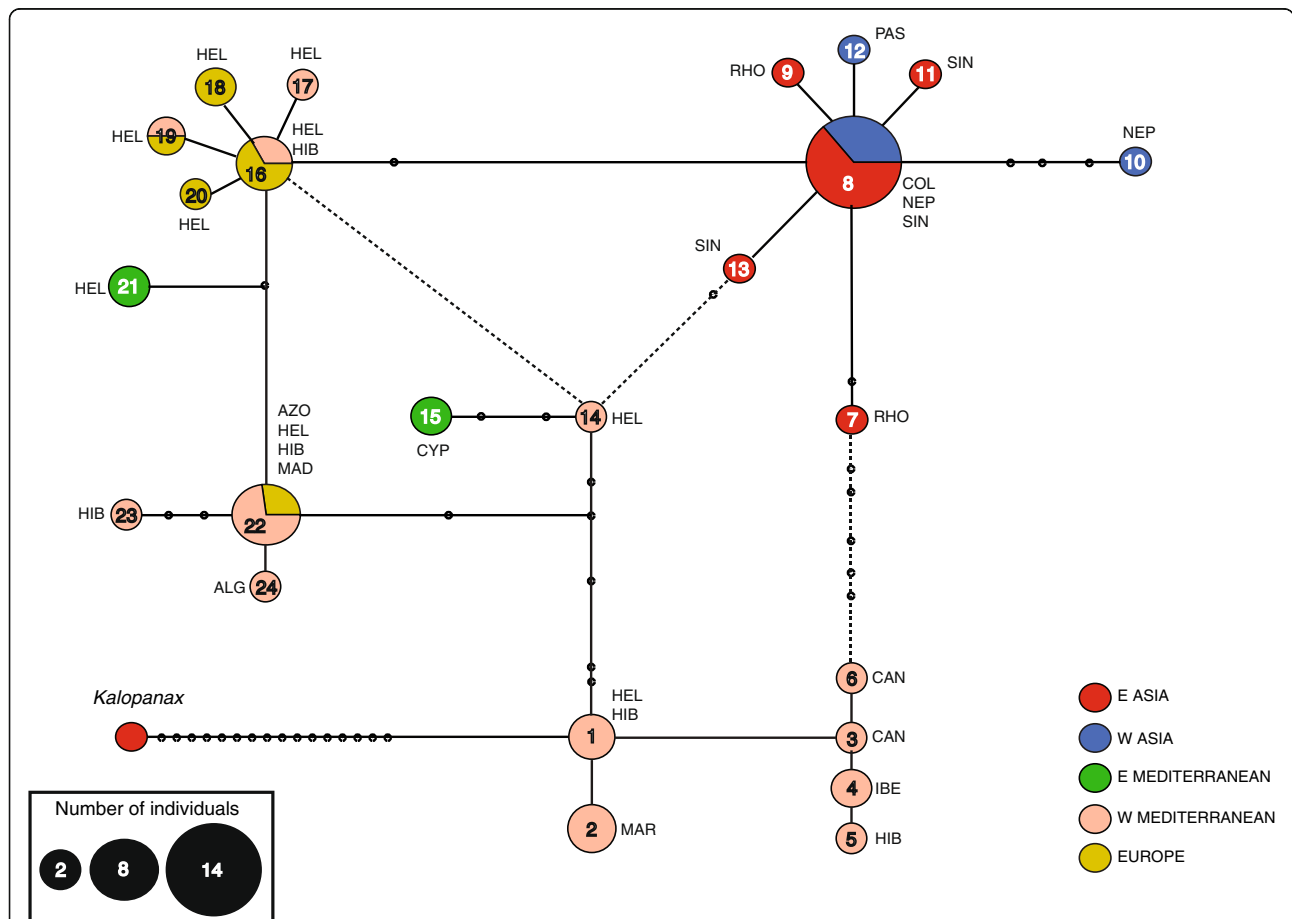 PAS
HEL
HEL
12
SIN
RHO
9
11
18
17
HEL
19
HEL
HIB
NEP
16
10
20
8
COL
NEP
SIN
HEL
SIN
13
HEL
21
AZO
HEL
HIB
MAD
15
14
HEL
7
RHO
CYP
HIB
23
22
ALG
24
6
CAN
Kalopanax
HEL
HIB
1
3
CAN
4
IBE
2
MAR
5
HIB
E ASIA
W ASIA
E MEDITERRANEAN
W MEDITERRANEAN
EUROPE
Number of individuals
2
8
14